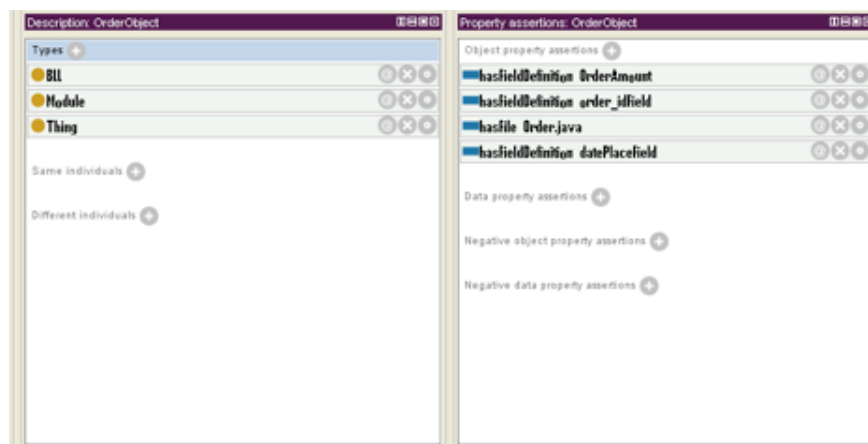 Description: OrderObject
Types
BLL
Module
Thing
Same individuals
Different individuals
Property assertions: OrderObject
Object property assertions
hasFieldDefinition OrderAmount
hasFieldDefinition order_idField
hasFile Order.java
hasFieldDefinition datePlaceField
Data property assertions
Negative object property assertions
Negative data property assertions